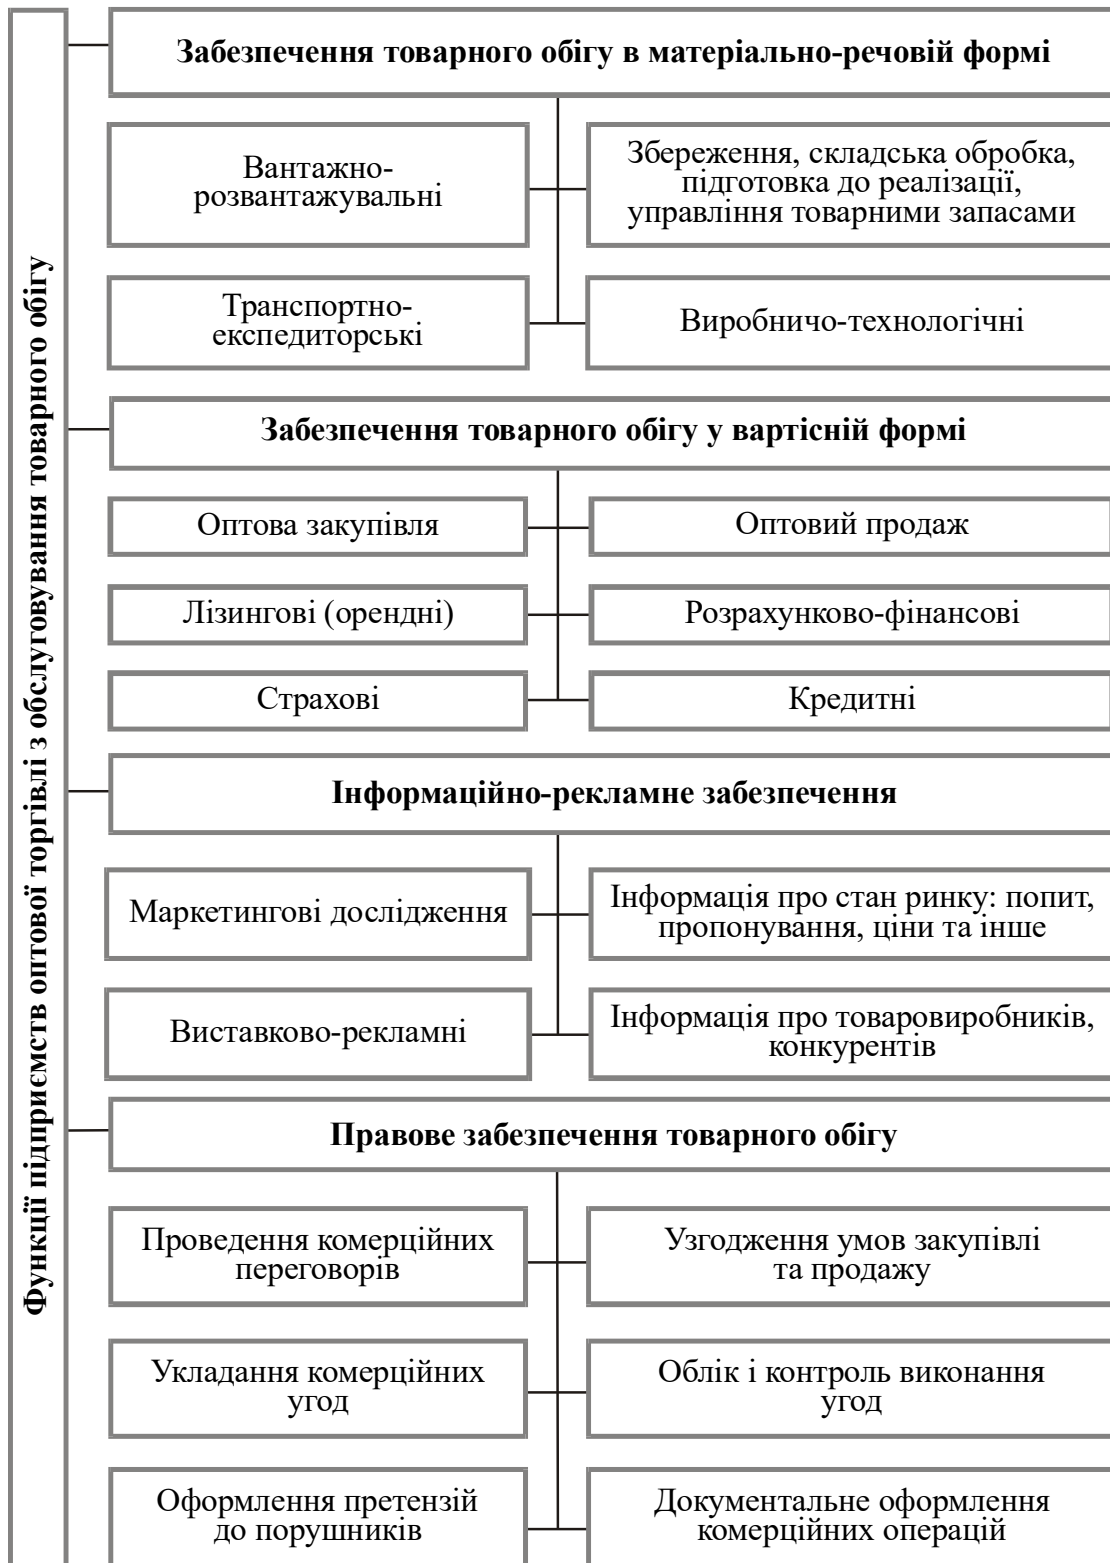 Функції підприємств оптової торгівлі з обслуговування товарного обігу
Забезпечення товарного обігу в матеріально-речовій формі
Вантажно-
розвантажувальні
Збереження, складська обробка,
підготовка до реалізації,
управління товарними запасами
Транспортно-
експедиторські
Виробничо-технологічні
Забезпечення товарного обігу у вартісній формі
Оптова закупівля
Оптовий продаж
Лізингові (орендні)
Розрахунково-фінансові
Страхові
Кредитні
Інформаційно-рекламне забезпечення
Маркетингові дослідження
Інформація про стан ринку: попит,
пропонування, ціни та інше
Виставково-рекламні
Інформація про товаровиробників,
конкурентів
Правове забезпечення товарного обігу
Проведення комерційних
переговорів
Узгодження умов закупівлі
та продажу
Укладання комерційних
угод
Облік і контроль виконання
угод
Оформлення претензій
до порушників
Документальне оформлення
комерційних операцій